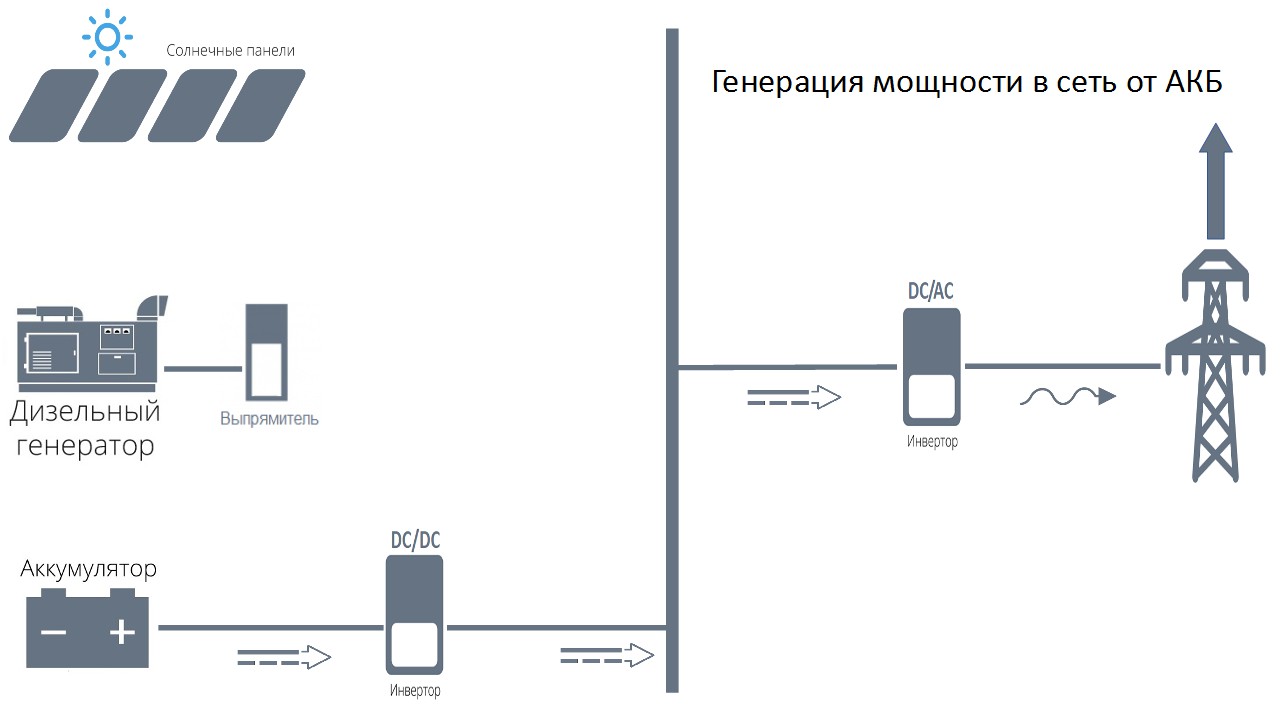 Солнечные панели
Генерация мощности в сеть от АКБ
DC/AC
Инвертор
Дизельный
генератор
Выпрямитель
DC/DC
Аккумулятор
− +
Инвертор